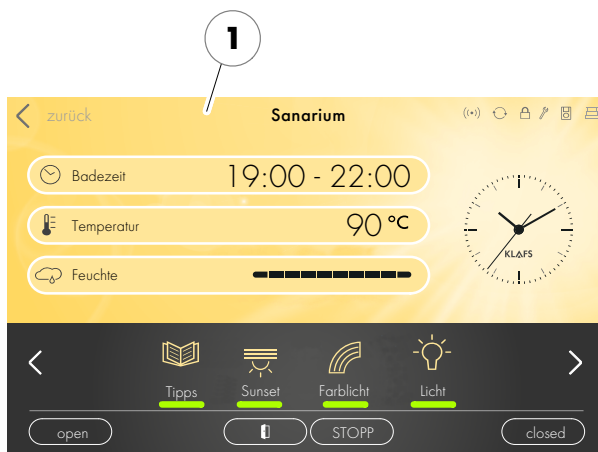 1
zurück
Sanarium
Badezeit 19:00 - 22:00
Temperatur 90 °C
Feuchte
KLAFS
Tipps Sunset Farblicht Licht
open STOPP closed